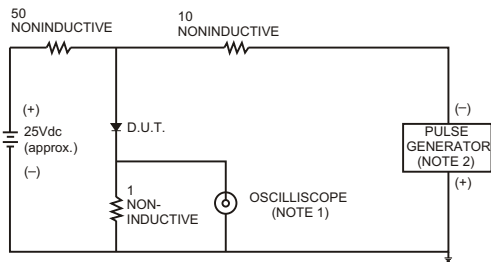 50
NONINDUCTIVE
10
NONINDUCTIVE
(+)
25Vdc
(approx.)
(–)
D.U.T.
(–)
PULSE
GENERATOR
(NOTE 2)
(+)
1
NON-
INDUCTIVE
OSCILLISCOPE
(NOTE 1)